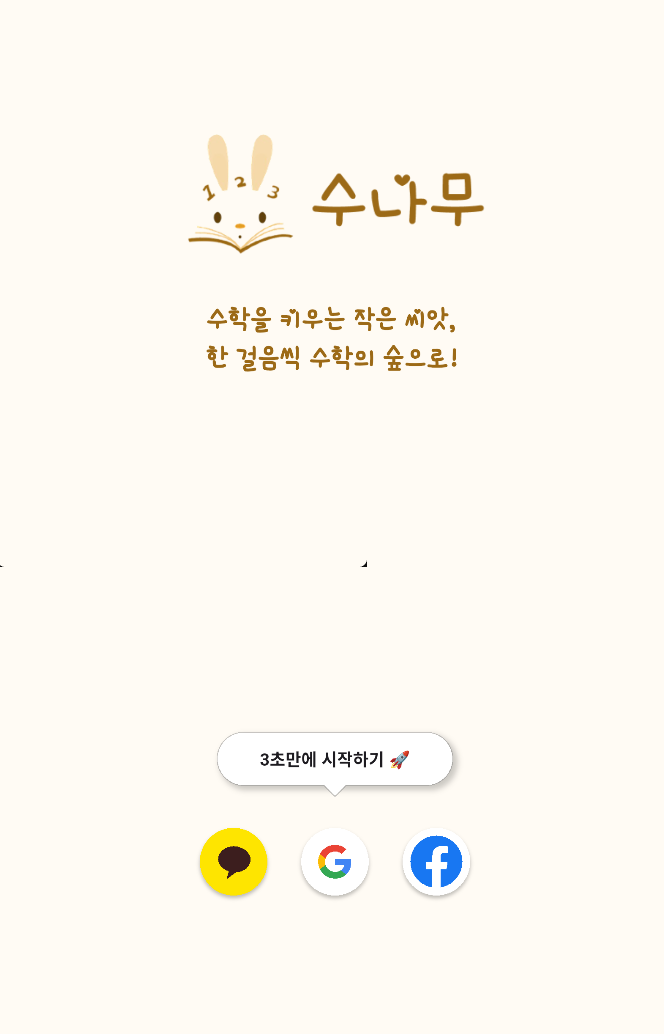 1 2 3
수나무
수학을 키우는 작은 씨앗,
한 걸음씩 수학의 숲으로!
3초만에 시작하기 🚀